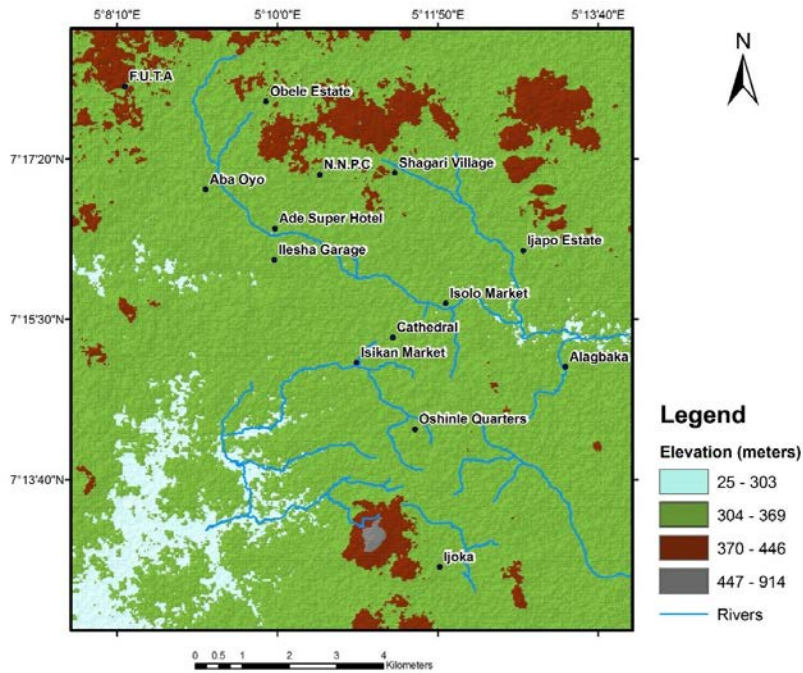 5°8'10"E
5°10'0"E
5°11'50"E
5°13'40"E
N
F.U.T.A
Obele Estate
7°17'20"N
N.N.P.C
Shagari Village
Aba Oyo
Ade Super Hotel
Ijapo Estate
Ilesha Garage
Isolo Market
7°15'30"N
Cathedral
Isikan Market
Alagbaka
Oshinle Quarters
7°13'40"N
Ijoka
Legend
Elevation (meters)
25 - 303
304 - 369
370 - 446
447 - 914
Rivers
0 0.5 1 2 3 4
Kilometers